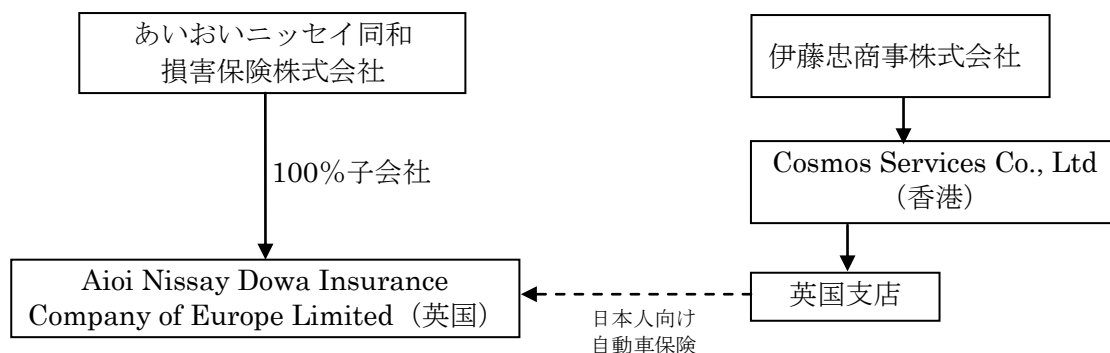 あいおいニッセイ同和
損害保険株式会社
伊藤忠商事株式会社
100％子会社
Cosmos Services Co., Ltd
（香港）
Aioi Nissay Dowa Insurance
Company of Europe Limited（英国）
英国支店
日本人向け
自動車保険